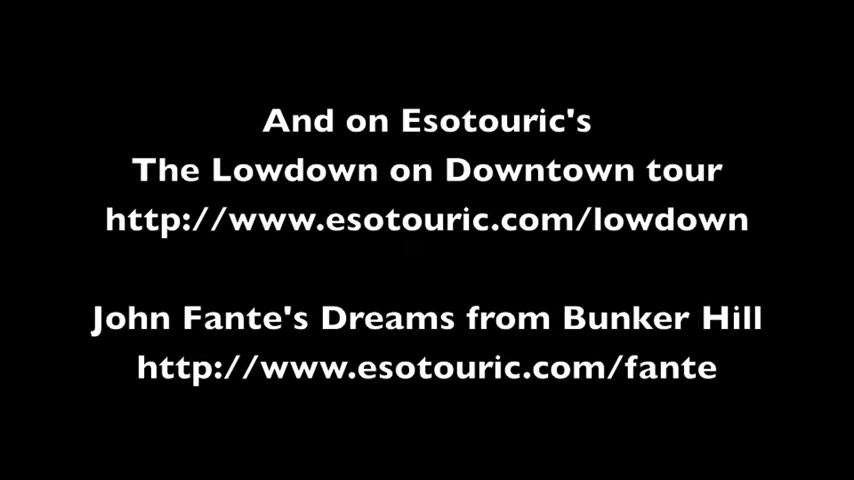 And on Esotouric's
The Lowdown on Downtown tour
http://www.esotouric.com/lowdown
John Fante's Dreams from Bunker Hill
http://www.esotouric.com/fante